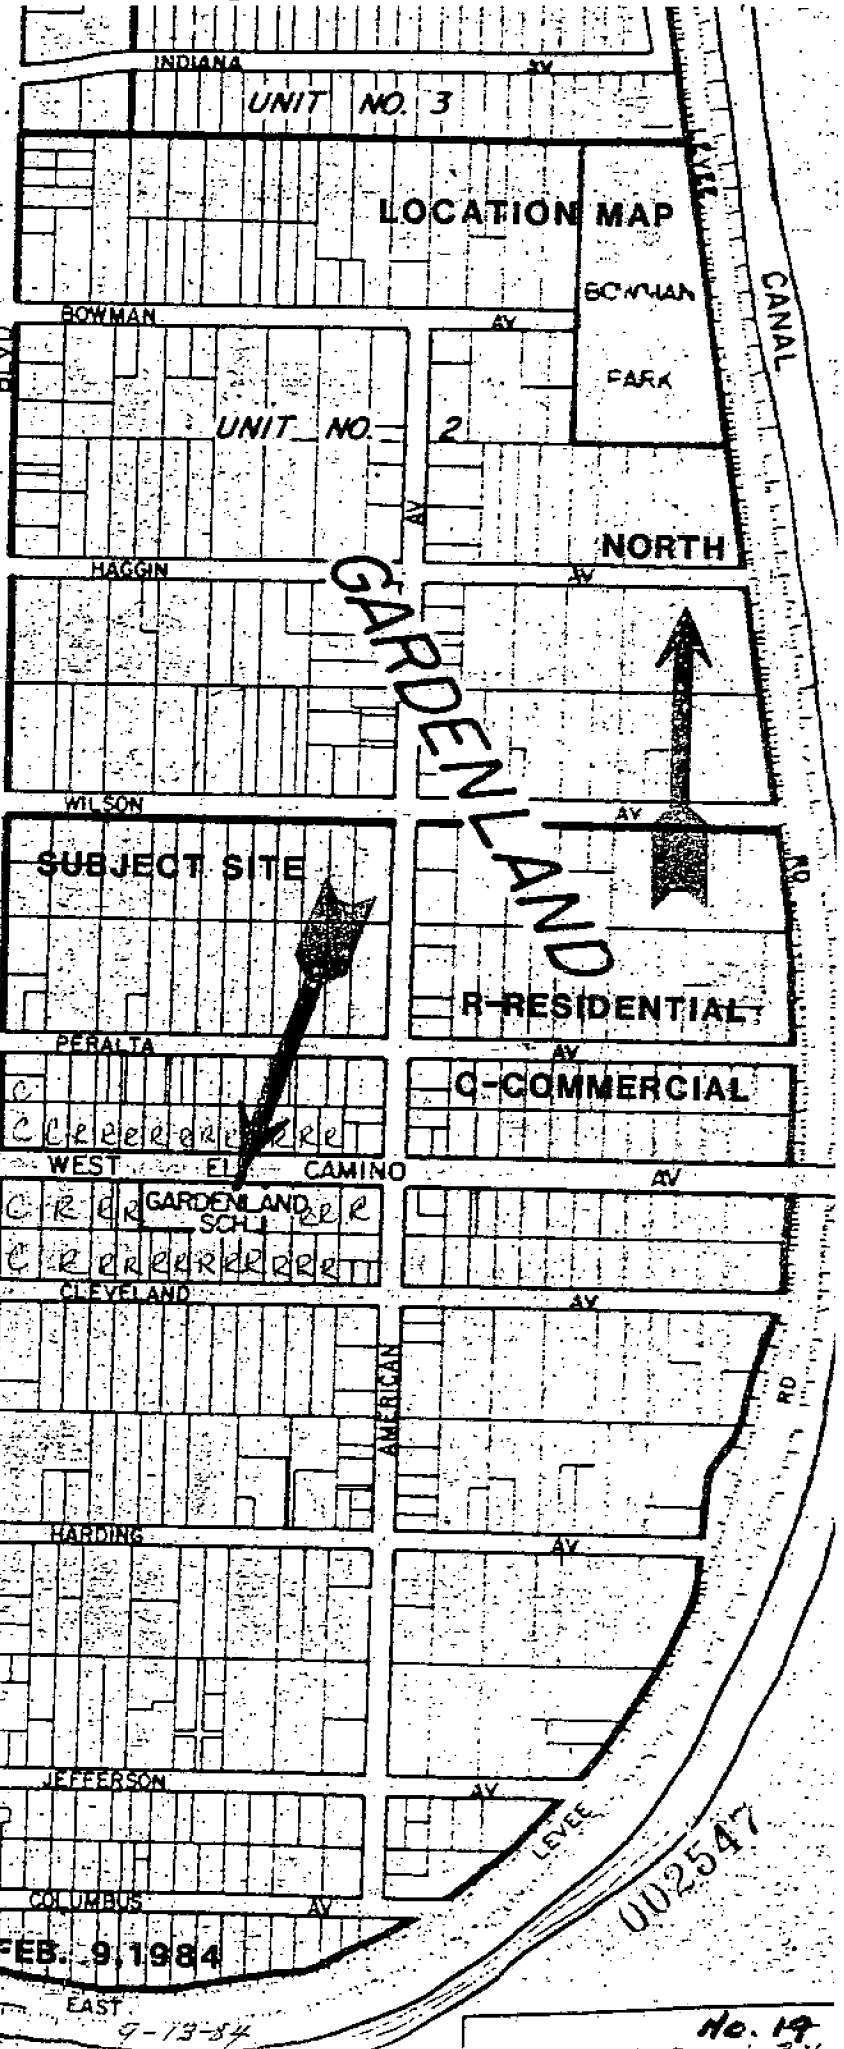 INDIANA AV
UNIT NO. 3
LEVEE
LOCATION MAP
BOWMAN
PARK
CANAL
BOWMAN AV
BLVD
UNIT NO. 2
AV
NORTH
HAGGIN AV
GARDENLAND
WILSON AV
SUBJECT SITE
RD
R-RESIDENTIAL
PERALTA AV
C-COMMERCIAL
C
C C R R R R R R R R R R
WEST EL CAMINO AV
C R R R GARDENLAND R R R
SCH.
C R R R R R R R R R R R
CLEVELAND AV
AMERICAN
RD
HARDING AV
JEFFERSON AV
LEVEE
002547
COLUMBUS AV
FEB. 9, 1984
EAST
9-13-84
No. 19